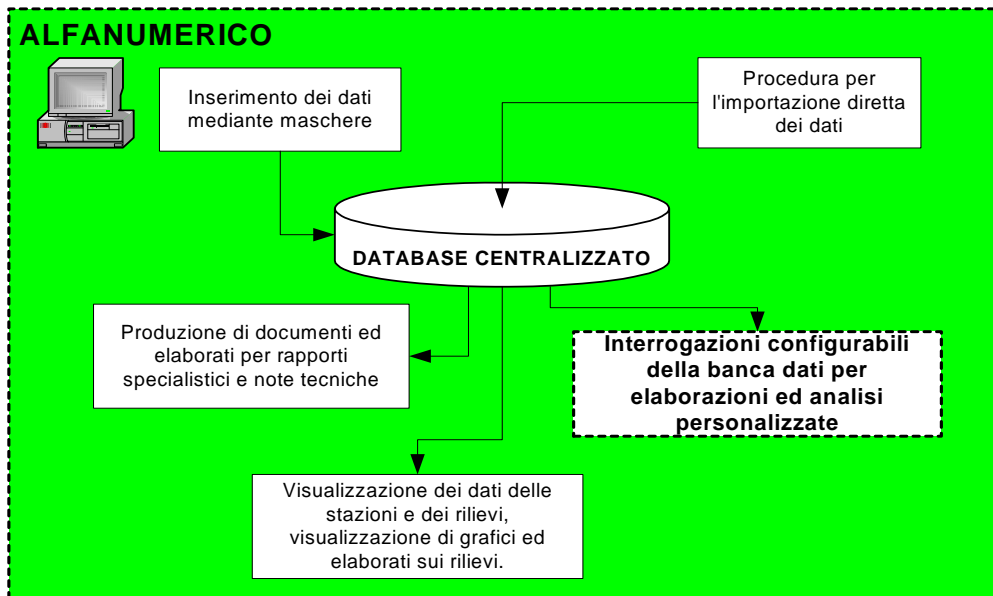 ALFANUMERICO
Inserimento dei dati
mediante maschere
Procedura per
l'importazione diretta
dei dati
DATABASE CENTRALIZZATO
Produzione di documenti ed
elaborati per rapporti
specialistici e note tecniche
Interrogazioni configurabili
della banca dati per
elaborazioni ed analisi
personalizzate
Visualizzazione dei dati delle
stazioni e dei rilievi,
visualizzazione di grafici ed
elaborati sui rilievi.